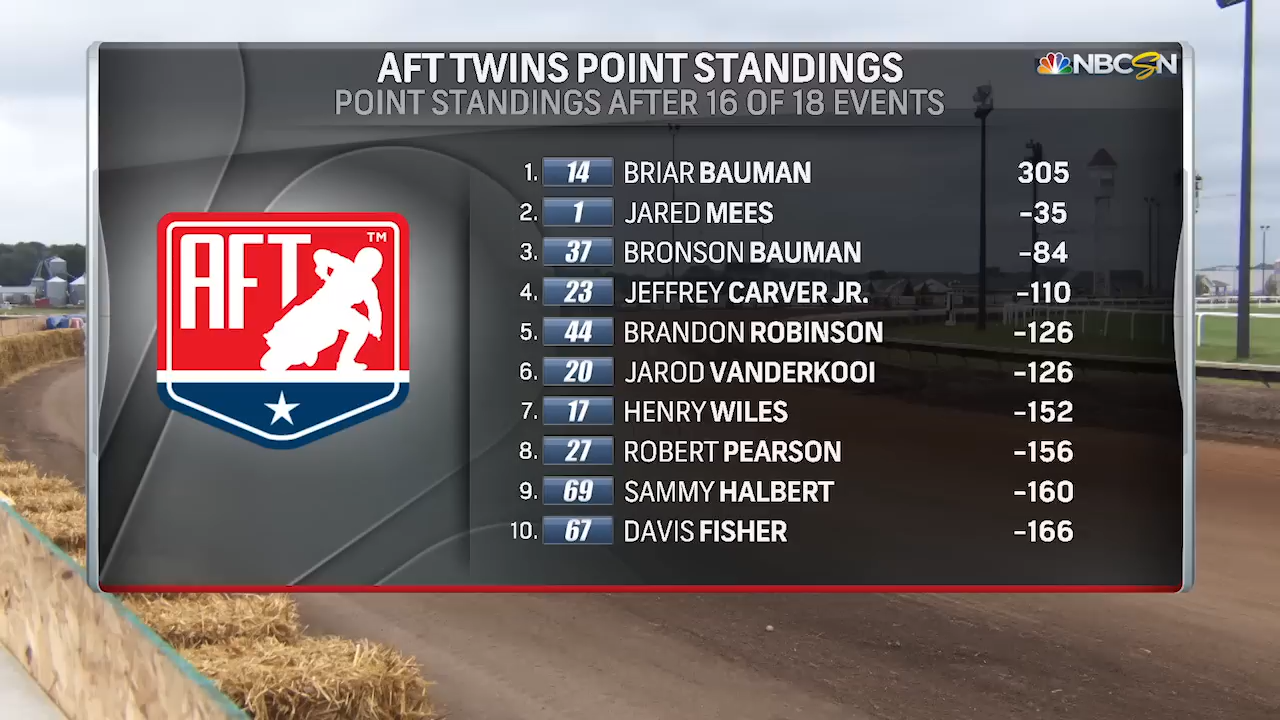 AFT TWINS POINT STANDINGS
NBCSN
POINT STANDINGS AFTER 16 OF 18 EVENTS
AFT™
1. 14 BRIAR BAUMAN 305
2. 1 JARED MEES -35
3. 37 BRONSON BAUMAN -84
4. 23 JEFFREY CARVER JR. -110
5. 44 BRANDON ROBINSON -126
6. 20 JAROD VANDERKOOI -126
7. 17 HENRY WILES -152
8. 27 ROBERT PEARSON -156
9. 69 SAMMY HALBERT -160
10. 67 DAVIS FISHER -166